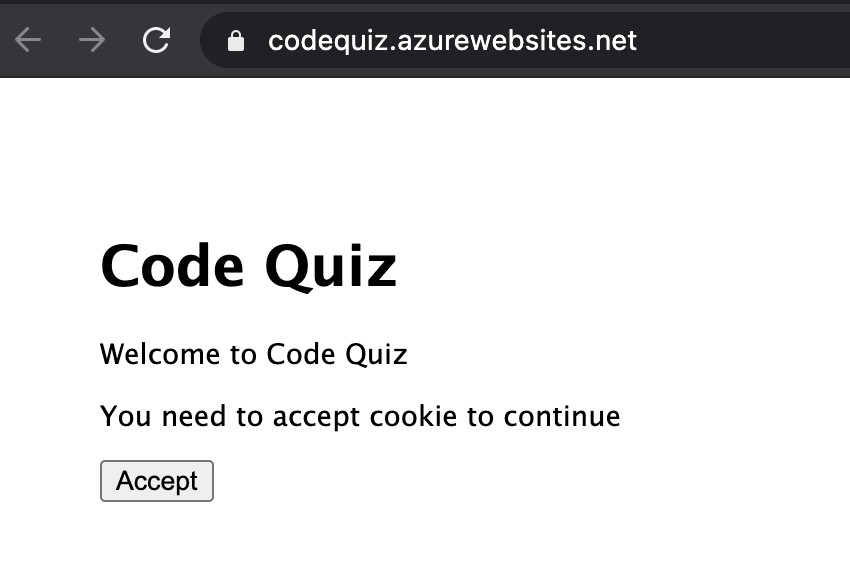 codequiz.azurewebsites.net
Code Quiz
Welcome to Code Quiz
You need to accept cookie to continue
Accept